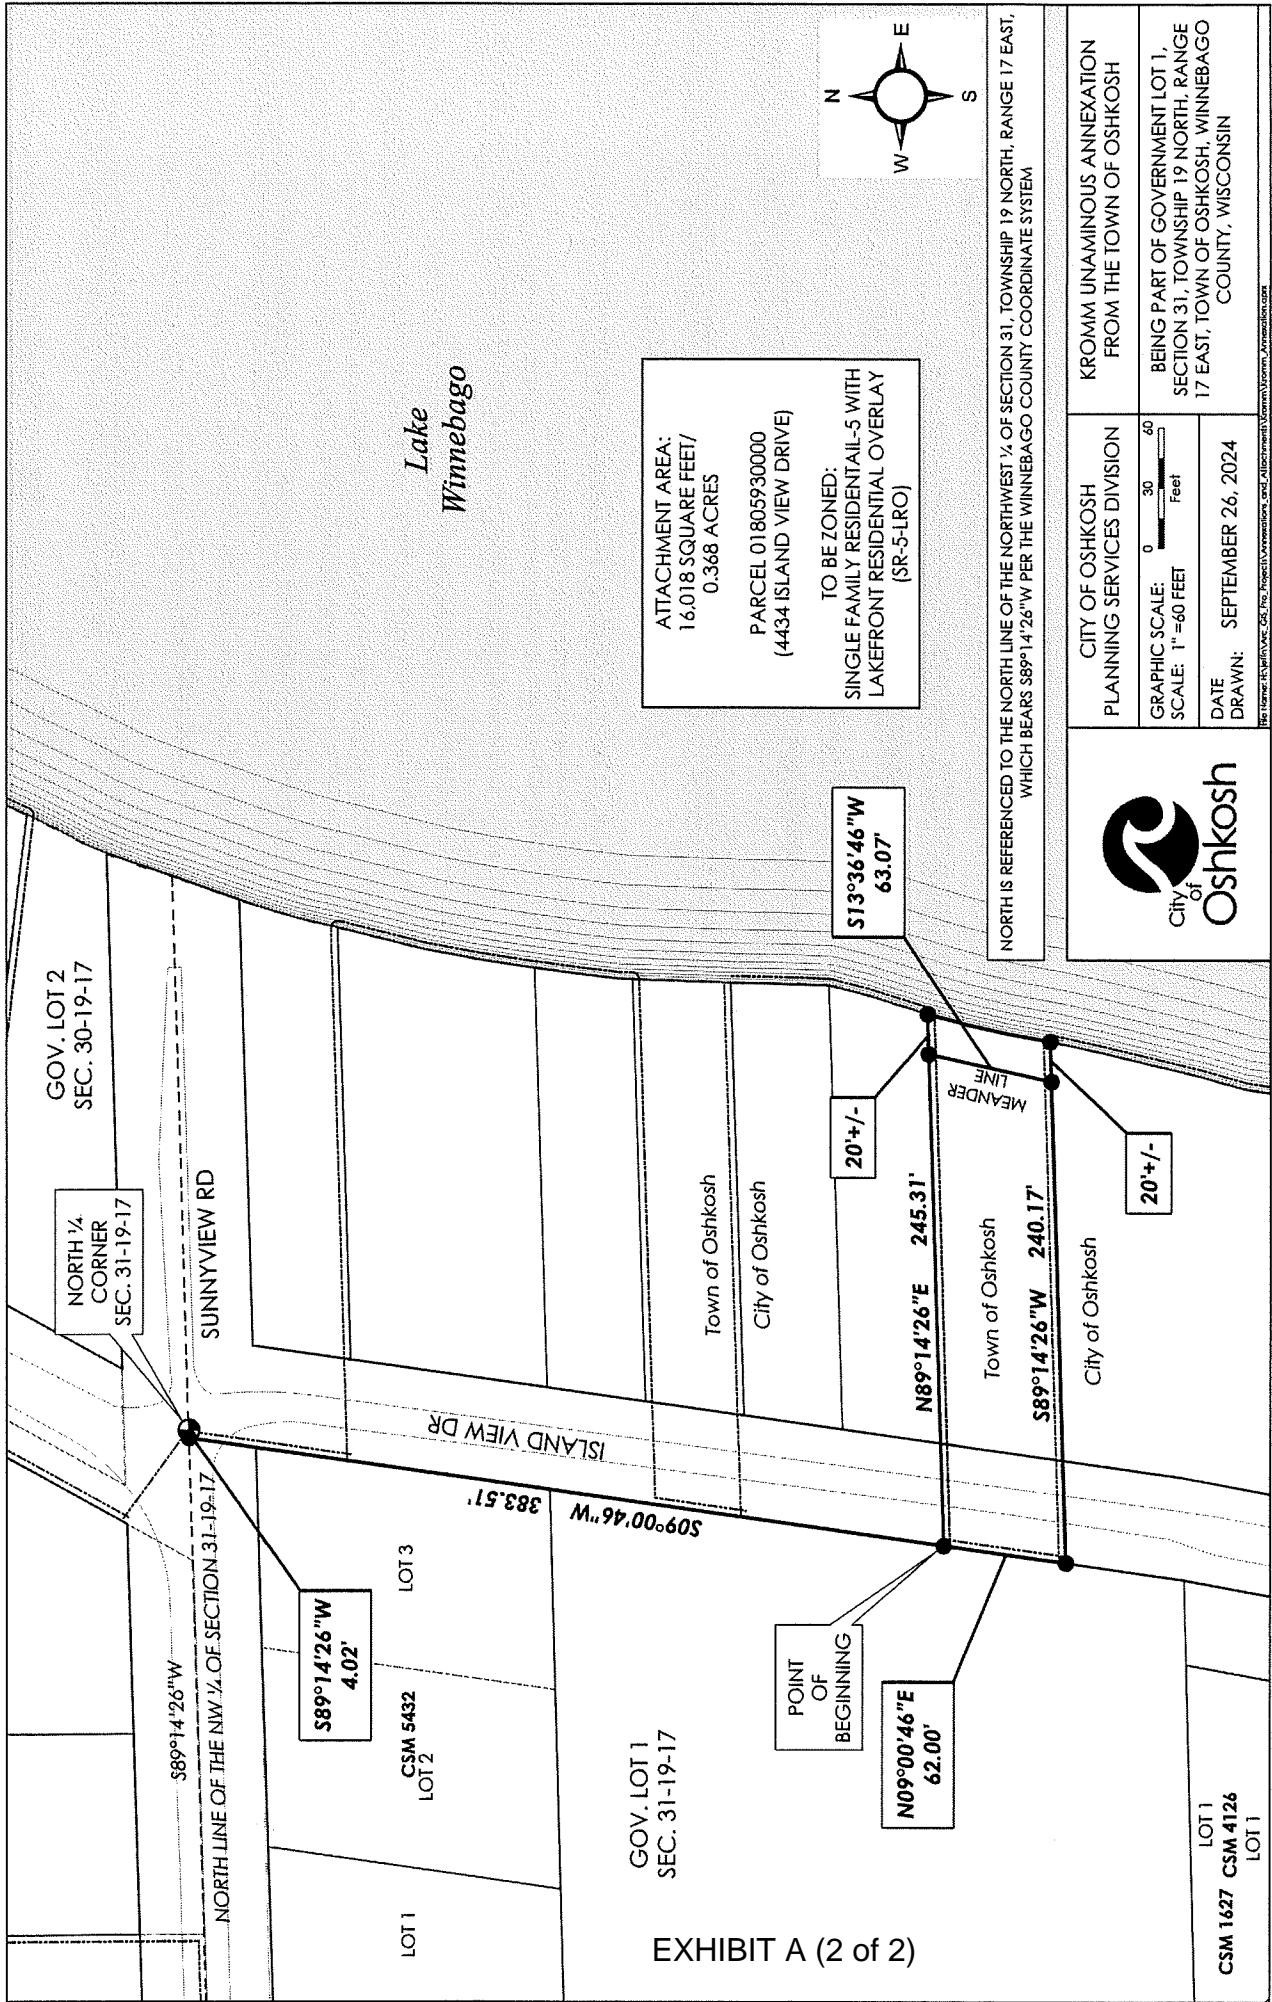 GOV. LOT 2
SEC. 30-19-17
NORTH ¼
CORNER
SEC. 31-19-17
SUNNYVIEW RD
S89°14'26"W
NORTH LINE OF THE NW ¼ OF SECTION 31-19-17
S89°14'26"W
4.02'
LOT 1
CSM 5432
LOT 2
LOT 3
ISLAND VIEW DR
S09°00'46"W 383.51'
GOV. LOT 1
SEC. 31-19-17
Town of Oshkosh
City of Oshkosh
POINT
OF
BEGINNING
N09°00'46"E
62.00'
N89°14'26"E 245.31'
20'+/-
Town of Oshkosh
MEANDER
LINE
S13°36'46"W
63.07'
S89°14'26"W 240.17'
20'+/-
City of Oshkosh
LOT 1
CSM 1627 CSM 4126
LOT 1
Lake
Winnebago
ATTACHMENT AREA:
16,018 SQUARE FEET/
0.368 ACRES
PARCEL 01805930000
(4434 ISLAND VIEW DRIVE)
TO BE ZONED:
SINGLE FAMILY RESIDENTAIL-5 WITH
LAKEFRONT RESIDENTIAL OVERLAY
(SR-5-LRO)
N
W
E
S
NORTH IS REFERENCED TO THE NORTH LINE OF THE NORTHWEST ¼ OF SECTION 31, TOWNSHIP 19 NORTH, RANGE 17 EAST,
WHICH BEARS S89°14'26"W PER THE WINNEBAGO COUNTY COORDINATE SYSTEM
City
of
Oshkosh
CITY OF OSHKOSH
PLANNING SERVICES DIVISION
GRAPHIC SCALE:
SCALE: 1" =60 FEET
0 30 60
Feet
DATE
DRAWN: SEPTEMBER 26, 2024
KROMM UNAMINOUS ANNEXATION
FROM THE TOWN OF OSHKOSH
BEING PART OF GOVERNMENT LOT 1,
SECTION 31, TOWNSHIP 19 NORTH, RANGE
17 EAST, TOWN OF OSHKOSH, WINNEBAGO
COUNTY, WISCONSIN
EXHIBIT A (2 of 2)